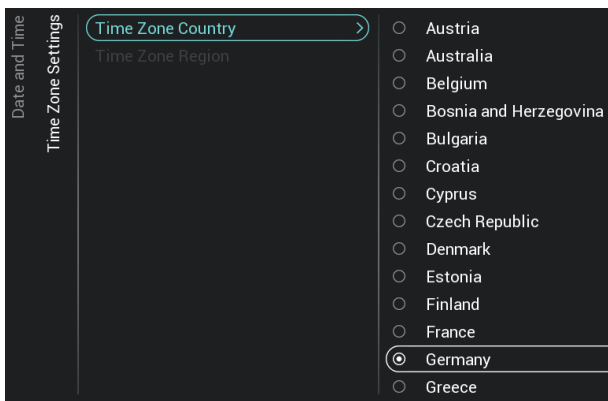 Date and Time
Time Zone Settings
Time Zone Country
Time Zone Region
Austria
Australia
Belgium
Bosnia and Herzegovina
Bulgaria
Croatia
Cyprus
Czech Republic
Denmark
Estonia
Finland
France
Germany
Greece